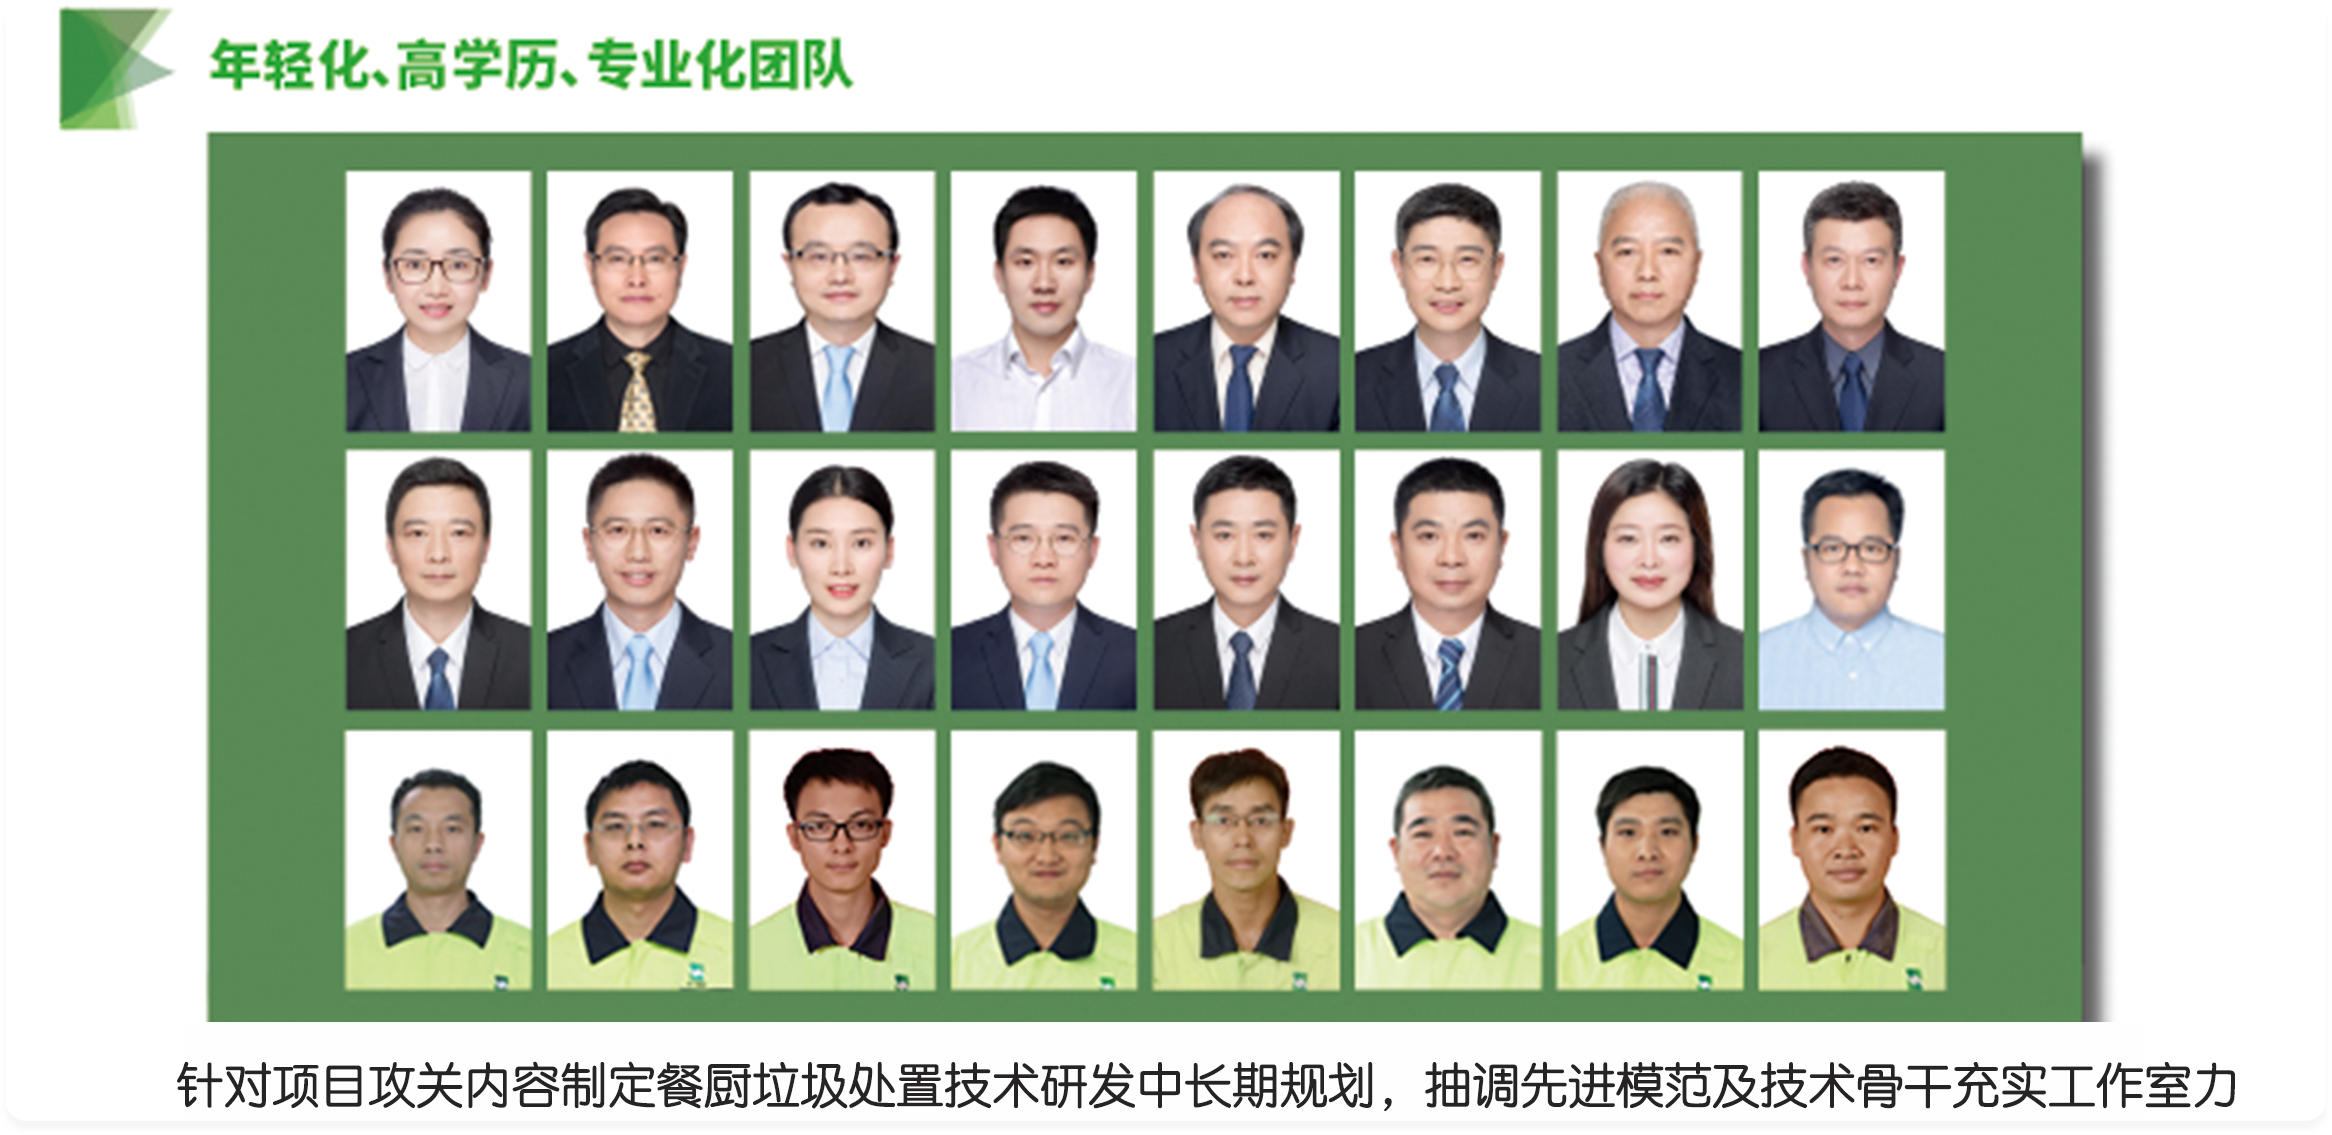 年轻化、高学历、专业化团队
针对项目攻关内容制定餐厨垃圾处置技术研发中长期规划，抽调先进模范及技术骨干充实工作室力